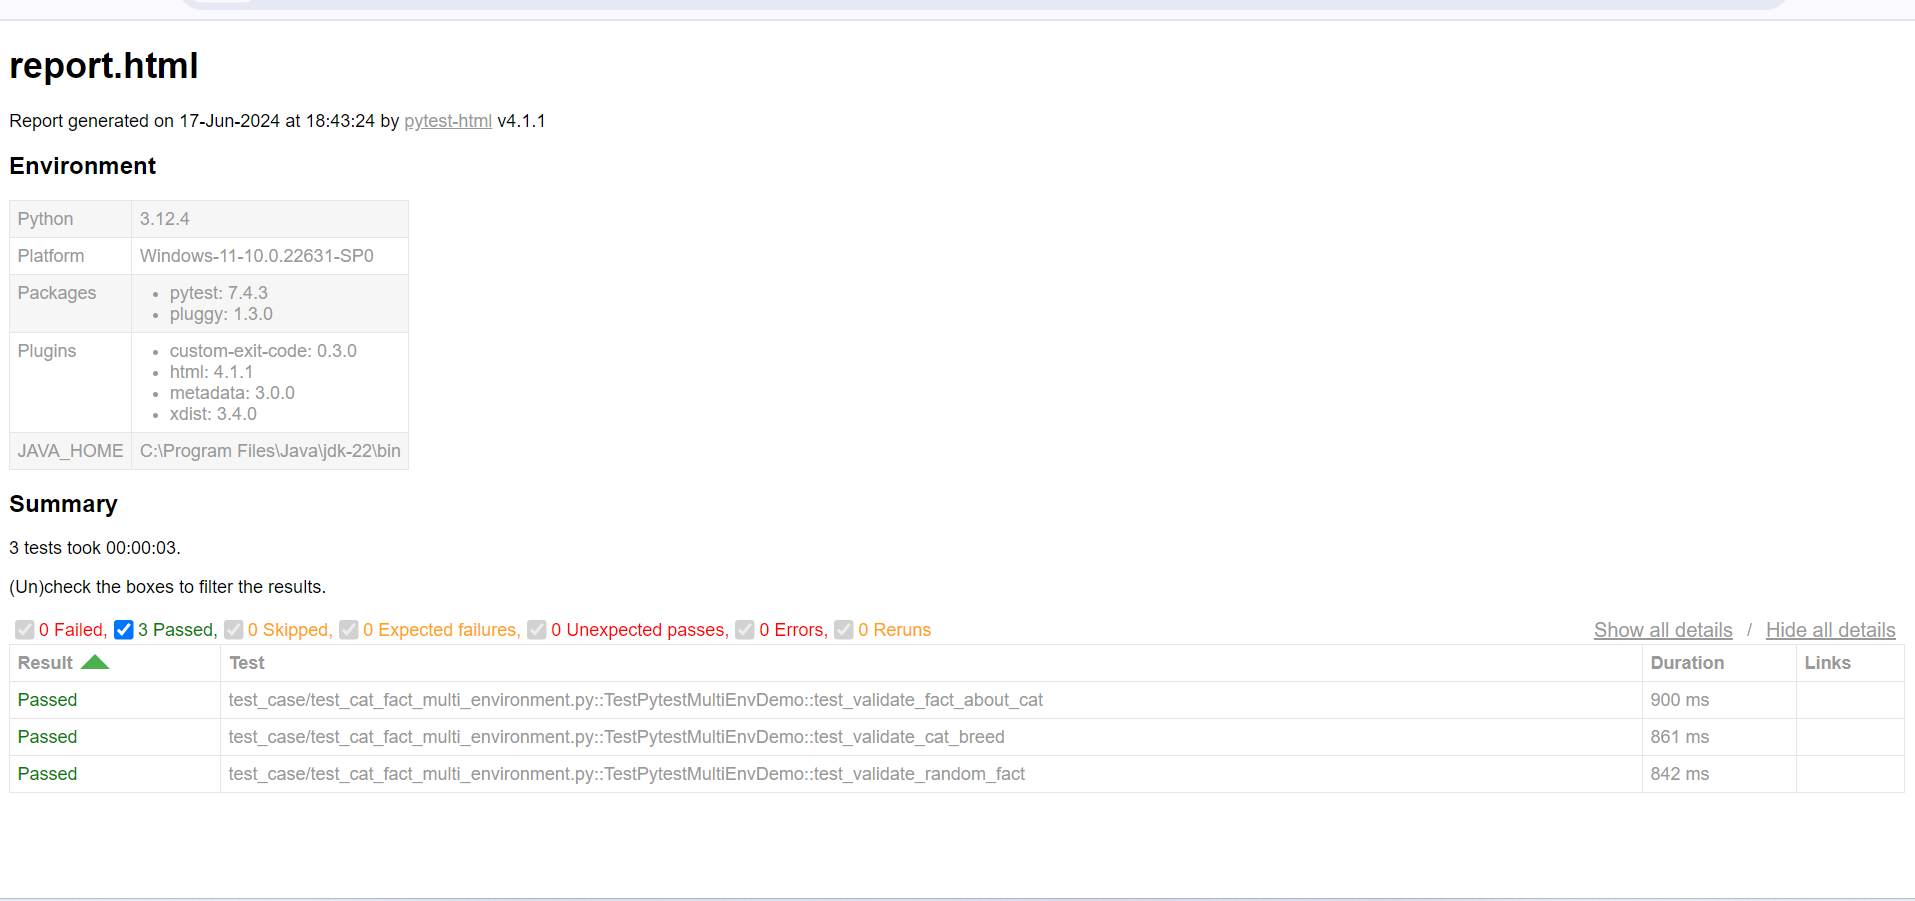 report.html
Report generated on 17-Jun-2024 at 18:43:24 by pytest-html v4.1.1
Environment
Python 3.12.4
Platform Windows-11-10.0.22631-SP0
Packages
• pytest: 7.4.3
• pluggy: 1.3.0
Plugins
• custom-exit-code: 0.3.0
• html: 4.1.1
• metadata: 3.0.0
• xdist: 3.4.0
JAVA_HOME C:\Program Files\Java\jdk-22\bin
Summary
3 tests took 00:00:03.
(Un)check the boxes to filter the results.
0 Failed, 3 Passed, 0 Skipped, 0 Expected failures, 0 Unexpected passes, 0 Errors, 0 Reruns Show all details / Hide all details
Result Test Duration Links
Passed test_case/test_cat_fact_multi_environment.py::TestPytestMultiEnvDemo::test_validate_fact_about_cat 900 ms
Passed test_case/test_cat_fact_multi_environment.py::TestPytestMultiEnvDemo::test_validate_cat_breed 861 ms
Passed test_case/test_cat_fact_multi_environment.py::TestPytestMultiEnvDemo::test_validate_random_fact 842 ms